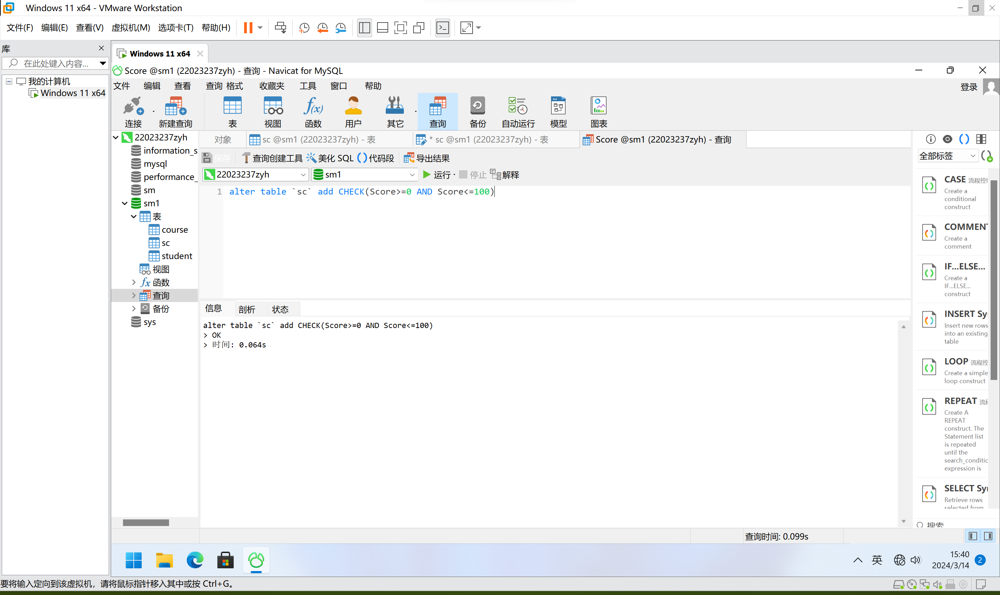 Windows 11 x64 - VMware Workstation
文件(F) 编辑(E) 查看(V) 虚拟机(M) 选项卡(T) 帮助(H)
库
在此处键入内容...
我的计算机
Windows 11 x64
Windows 11 x64
Score @sm1 (22023237zyh) - 查询 - Navicat for MySQL
文件 编辑 查看 查询 格式 收藏夹 工具 窗口 帮助
登录
连接 新建查询 表 视图 函数 用户 其它 查询 备份 自动运行 模型 图表
22023237zyh
information_s
mysql
performance_
sm
sm1
表
course
sc
student
视图
函数
查询
备份
sys
对象 sc @sm1 (22023237zyh) - 表 * sc @sm1 (22023237zyh) - 表 Score @sm1 (22023237zyh) - 查询
保存 查询创建工具 美化 SQL 代码段 导出结果
22023237zyh sm1 运行 停止 解释
1 alter table `sc` add CHECK(Score>=0 AND Score<=100)
信息 剖析 状态
alter table `sc` add CHECK(Score>=0 AND Score<=100)
> OK
> 时间: 0.064s
全部标签
CASE 流程控制
Create a
conditional
construct
COMMENT
Create a
comment
IF...ELSE...
Create a
IF...ELSE...
construct
INSERT Sy
Insert new rows
into an existing
table
LOOP 流程控
Create a simple
loop construct
REPEAT 流程
Create A
REPEAT
construct. The
Statement list
is repeated
until the
search_conditic
expression is
SELECT Sy
Retrieve rows
selected from
搜索
查询时间: 0.099s
英
15:40
2024/3/14
2
要将输入定向到该虚拟机，请将鼠标指针移入其中或按 Ctrl+G。